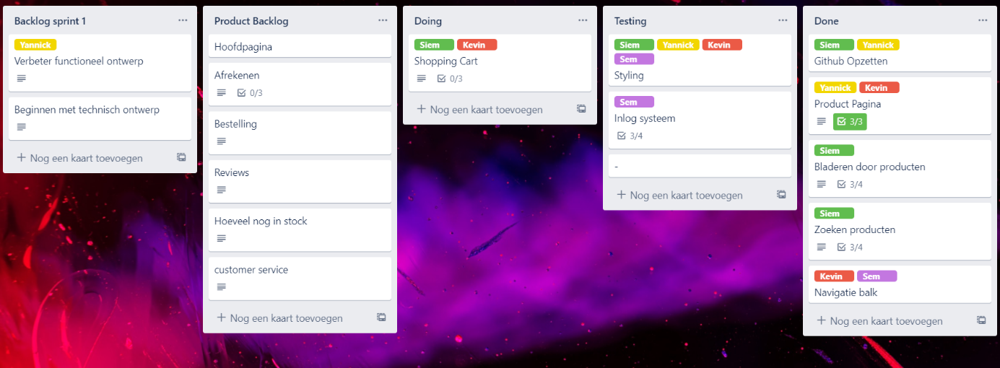 Backlog sprint 1
Yannick
Verbeter functioneel ontwerp
Beginnen met technisch ontwerp
Nog een kaart toevoegen
Product Backlog
Hoofdpagina
Afrekenen
0/3
Bestelling
Reviews
Hoeveel nog in stock
customer service
Nog een kaart toevoegen
Doing
Siem Kevin
Shopping Cart
0/3
Nog een kaart toevoegen
Testing
Siem Yannick Kevin
Sem
Styling
Sem
Inlog systeem
3/4
-
Nog een kaart toevoegen
Done
Siem Yannick
Github Opzetten
Yannick Kevin
Product Pagina
3/3
Siem
Bladeren door producten
3/4
Siem
Zoeken producten
3/4
Kevin Sem
Navigatie balk
Nog een kaart toevoegen